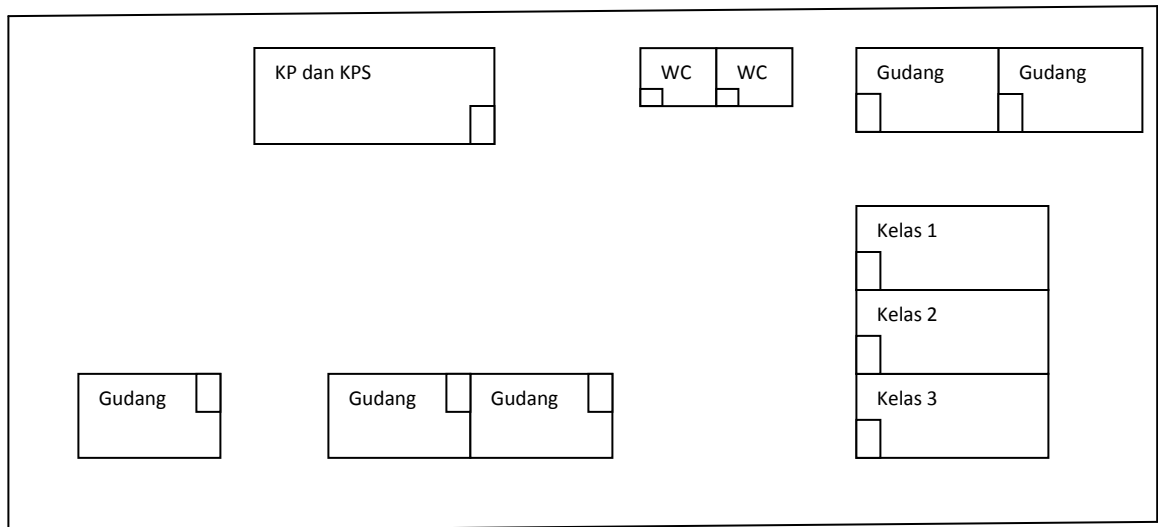 KP dan KPS
WC
WC
Gudang
Gudang
Kelas 1
Kelas 2
Kelas 3
Gudang
Gudang
Gudang